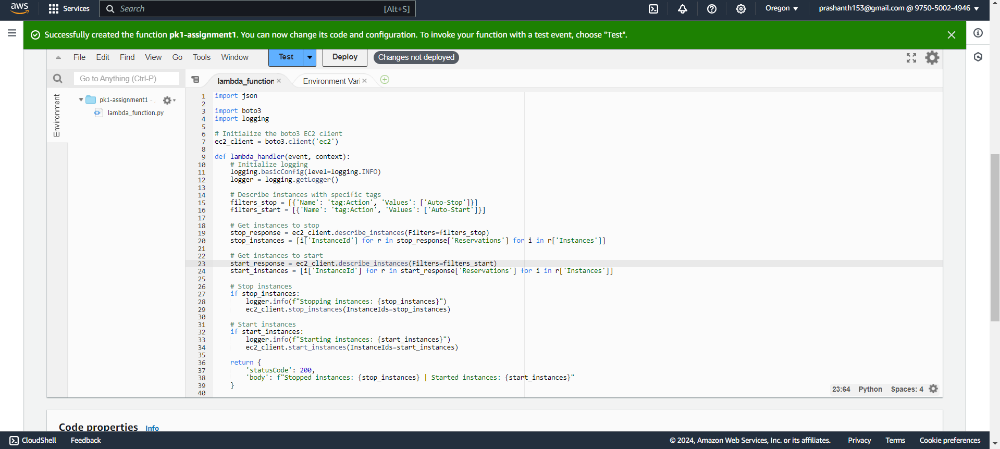 aws Services Search [Alt+S] Oregon prashanth153@gmail.com @ 9750-5002-4946
Successfully created the function pk1-assignment1. You can now change its code and configuration. To invoke your function with a test event, choose "Test".
File Edit Find View Go Tools Window Test Deploy Changes not deployed
Go to Anything (Ctrl-P) lambda_function Environment Vari
Environment
pk1-assignment1 -
lambda_function.py
1 import json
2
3 import boto3
4 import logging
5
6 # Initialize the boto3 EC2 client
7 ec2_client = boto3.client('ec2')
8
9 def lambda_handler(event, context):
10 # Initialize logging
11 logging.basicConfig(level=logging.INFO)
12 logger = logging.getLogger()
13
14 # Describe instances with specific tags
15 filters_stop = [{'Name': 'tag:Action', 'Values': ['Auto-Stop']}]
16 filters_start = [{'Name': 'tag:Action', 'Values': ['Auto-Start']}]
17
18 # Get instances to stop
19 stop_response = ec2_client.describe_instances(Filters=filters_stop)
20 stop_instances = [i['InstanceId'] for r in stop_response['Reservations'] for i in r['Instances']]
21
22 # Get instances to start
23 start_response = ec2_client.describe_instances(Filters=filters_start)
24 start_instances = [i['InstanceId'] for r in start_response['Reservations'] for i in r['Instances']]
25
26 # Stop instances
27 if stop_instances:
28 logger.info(f"Stopping instances: {stop_instances}")
29 ec2_client.stop_instances(InstanceIds=stop_instances)
30
31 # Start instances
32 if start_instances:
33 logger.info(f"Starting instances: {start_instances}")
34 ec2_client.start_instances(InstanceIds=start_instances)
35
36 return {
37 'statusCode': 200,
38 'body': f"Stopped instances: {stop_instances} | Started instances: {start_instances}"
39 }
40
23:64 Python Spaces: 4
Code properties Info
CloudShell Feedback © 2024, Amazon Web Services, Inc. or its affiliates. Privacy Terms Cookie preferences